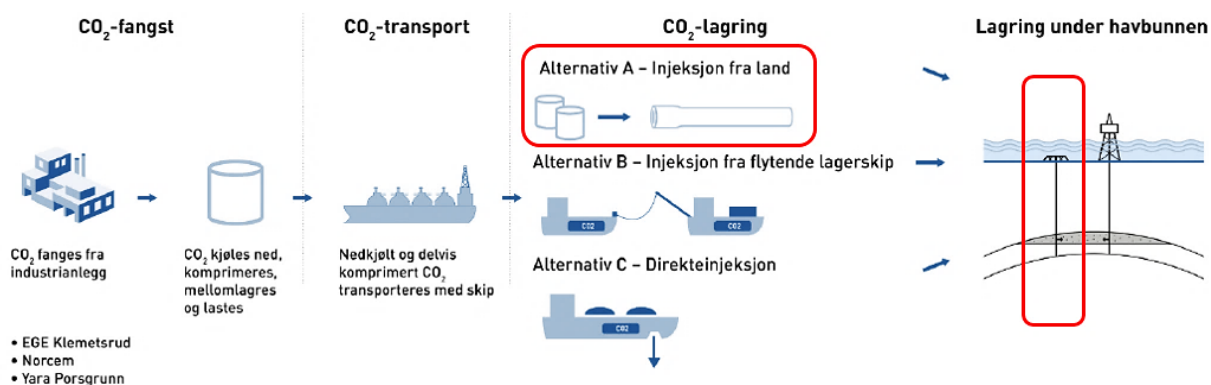 CO₂-fangst
CO₂-transport
CO₂-lagring
Lagring under havbunnen
Alternativ A – Injeksjon fra land
Alternativ B – Injeksjon fra flytende lagerskip
CO2
CO2
Alternativ C – Direkteinjeksjon
CO2
CO₂ fanges fra
industrianlegg
CO₂ kjøles ned,
komprimeres,
mellomlagres
og lastes
Nedkjølt og delvis
komprimert CO₂
transporteres med skip
• EGE Klemetsrud
• Norcem
• Yara Porsgrunn